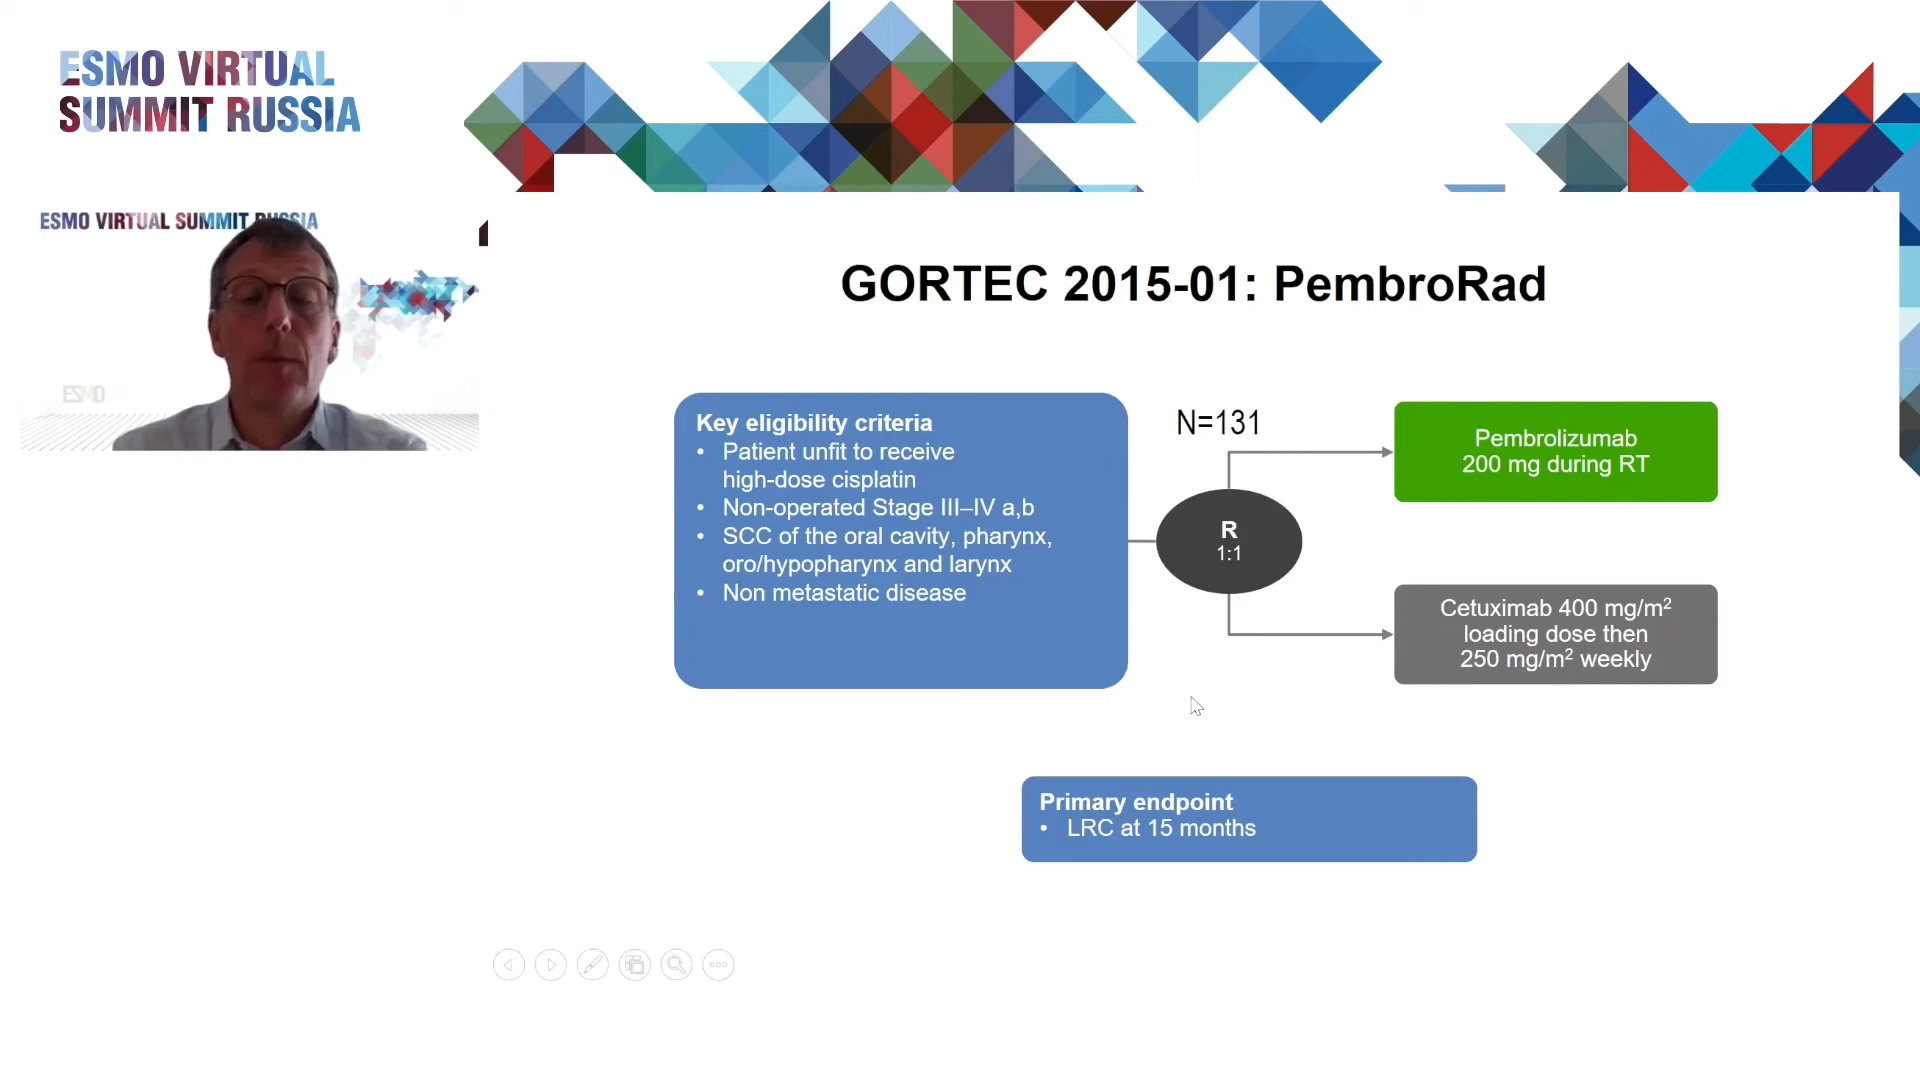 ESMO VIRTUAL
SUMMIT RUSSIA
ESMO VIRTUAL SUMMIT RUSSIA
ESMO
GORTEC 2015-01: PembroRad
Key eligibility criteria
• Patient unfit to receive
high-dose cisplatin
• Non-operated Stage III–IV a,b
• SCC of the oral cavity, pharynx,
oro/hypopharynx and larynx
• Non metastatic disease
N=131
R
1:1
Pembrolizumab
200 mg during RT
Cetuximab 400 mg/m²
loading dose then
250 mg/m² weekly
Primary endpoint
• LRC at 15 months